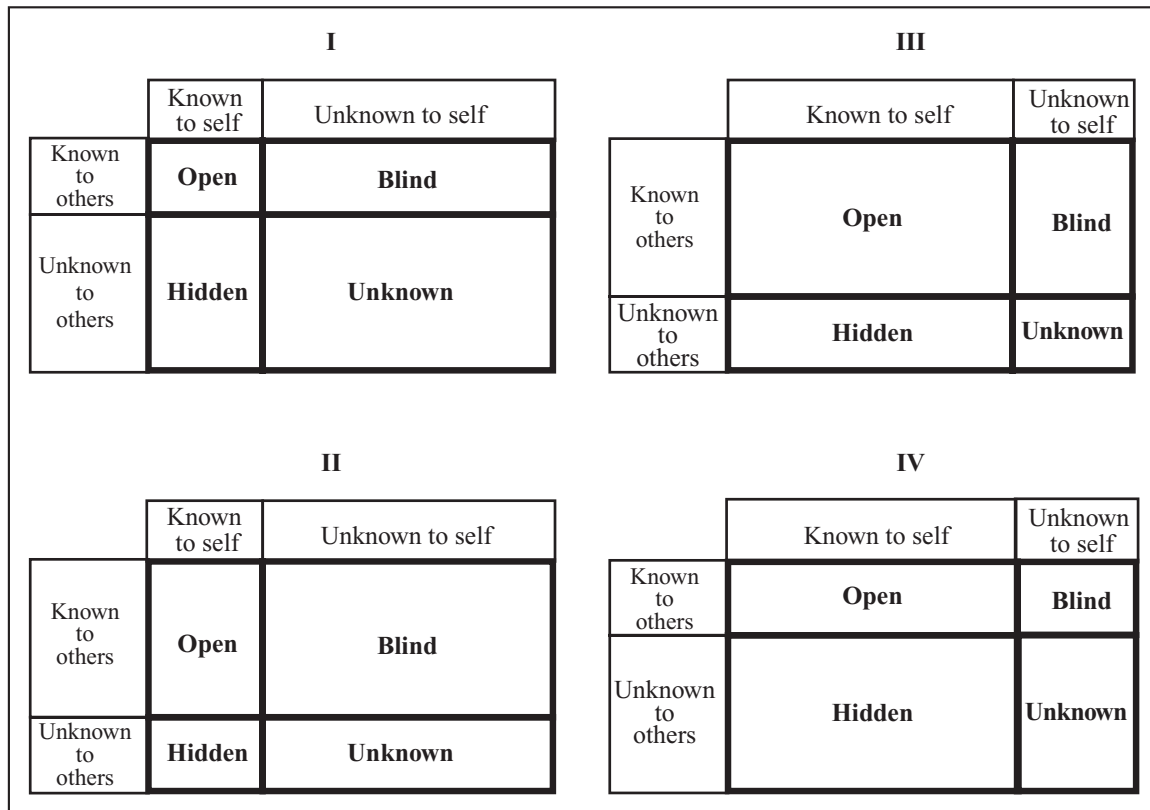 I
Known
to self
Unknown to self
Known
to
others
Open
Blind
Unknown
to
others
Hidden
Unknown
III
Known to self
Unknown
to self
Known
to
others
Open
Blind
Unknown
to
others
Hidden
Unknown
II
Known
to self
Unknown to self
Known
to
others
Open
Blind
Unknown
to
others
Hidden
Unknown
IV
Known to self
Unknown
to self
Known
to
others
Open
Blind
Unknown
to
others
Hidden
Unknown